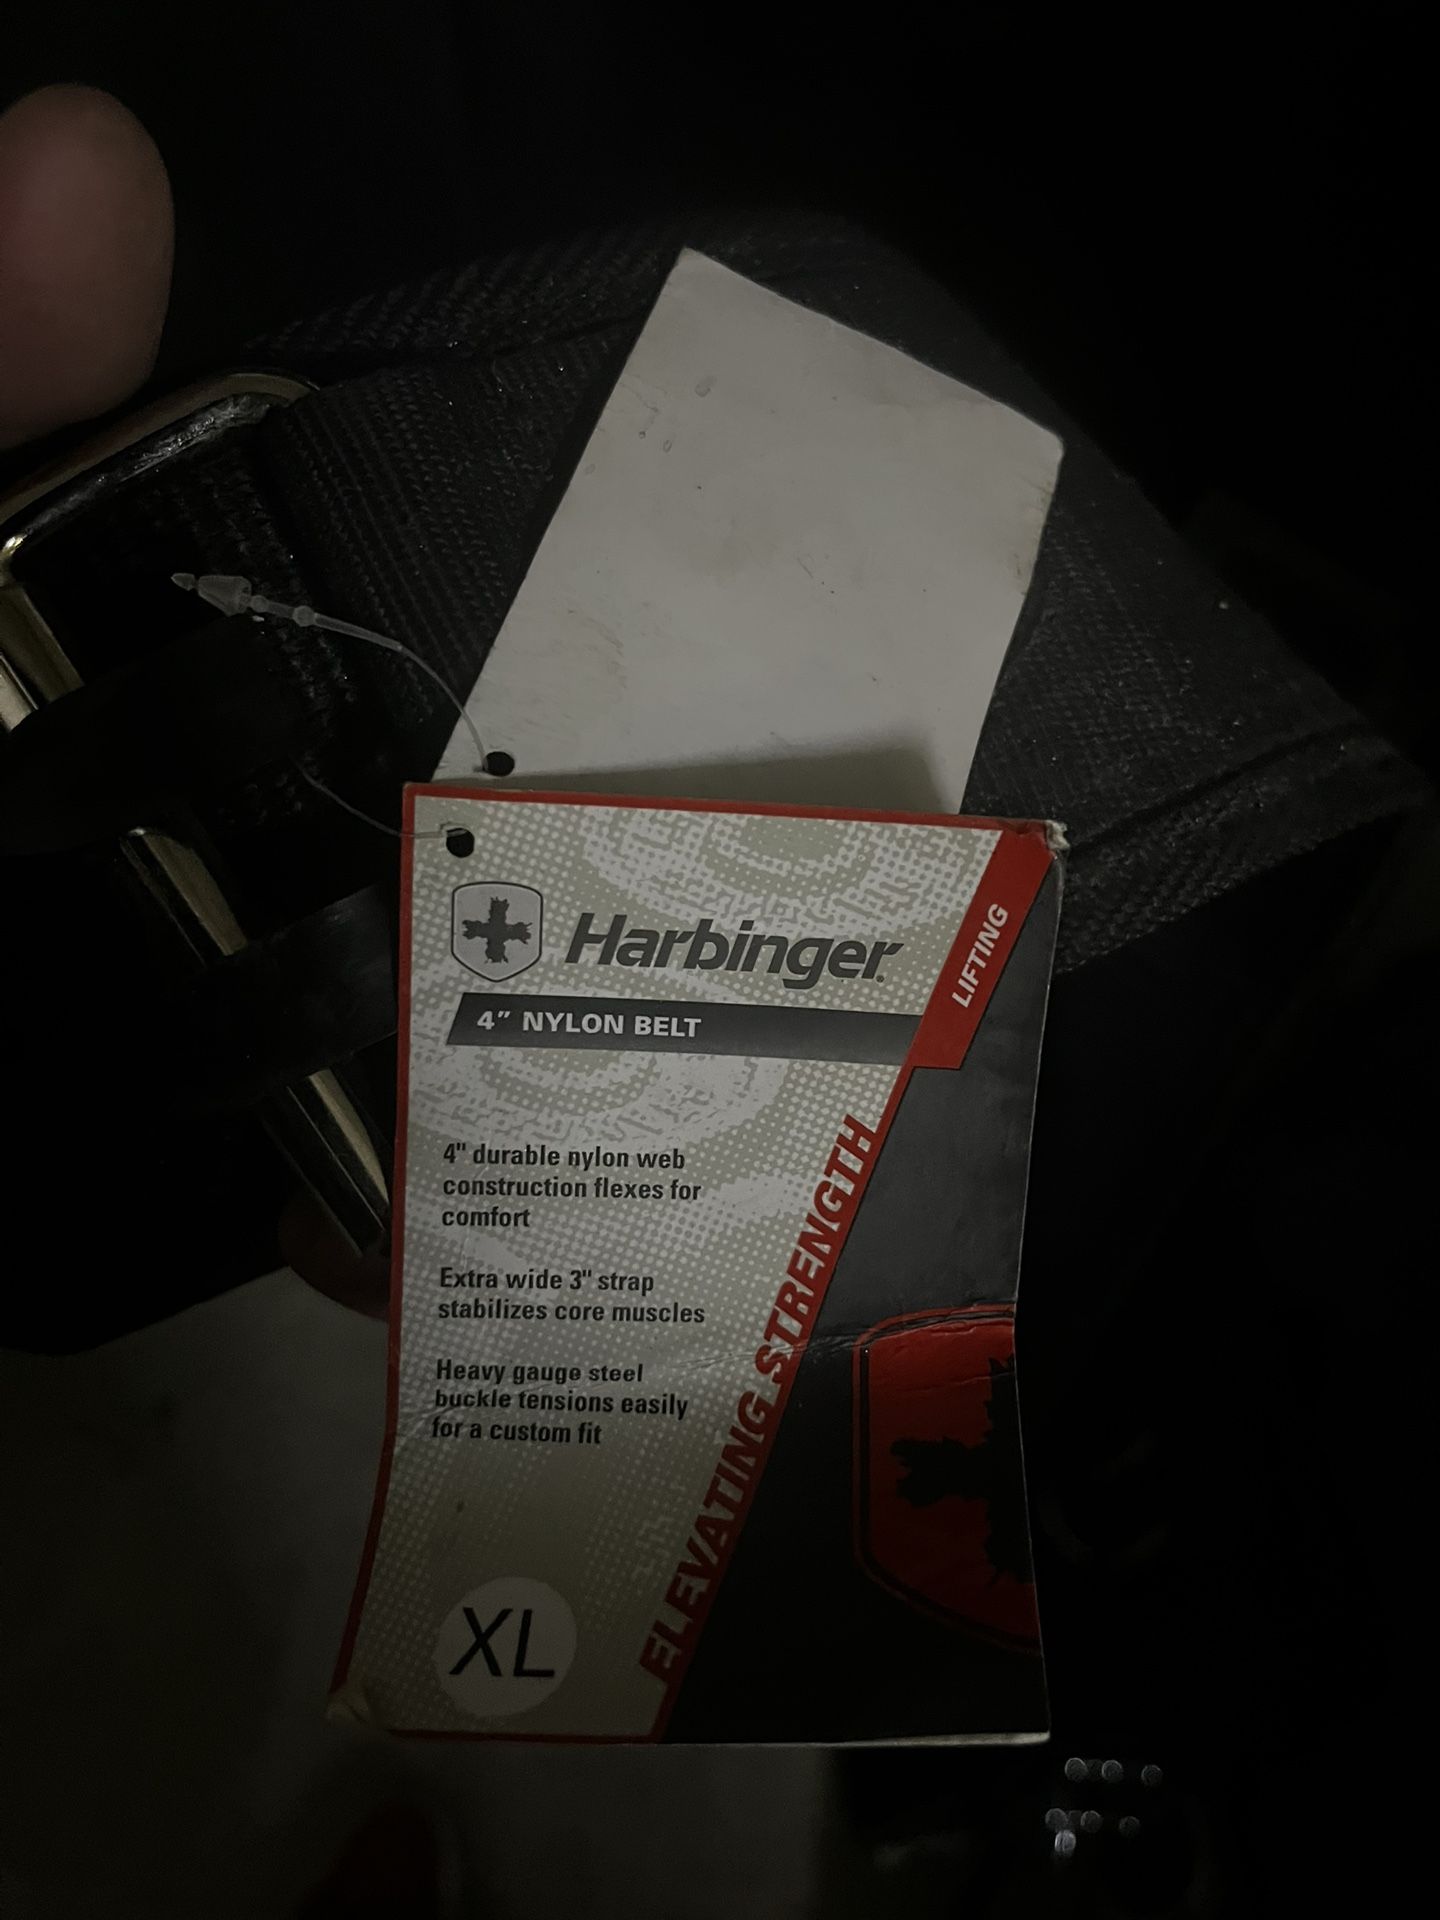 Harbinger®
LIFTING
4" NYLON BELT
4" durable nylon web
construction flexes for
comfort
Extra wide 3" strap
stabilizes core muscles
Heavy gauge steel
buckle tensions easily
for a custom fit
ELEVATING STRENGTH
XL